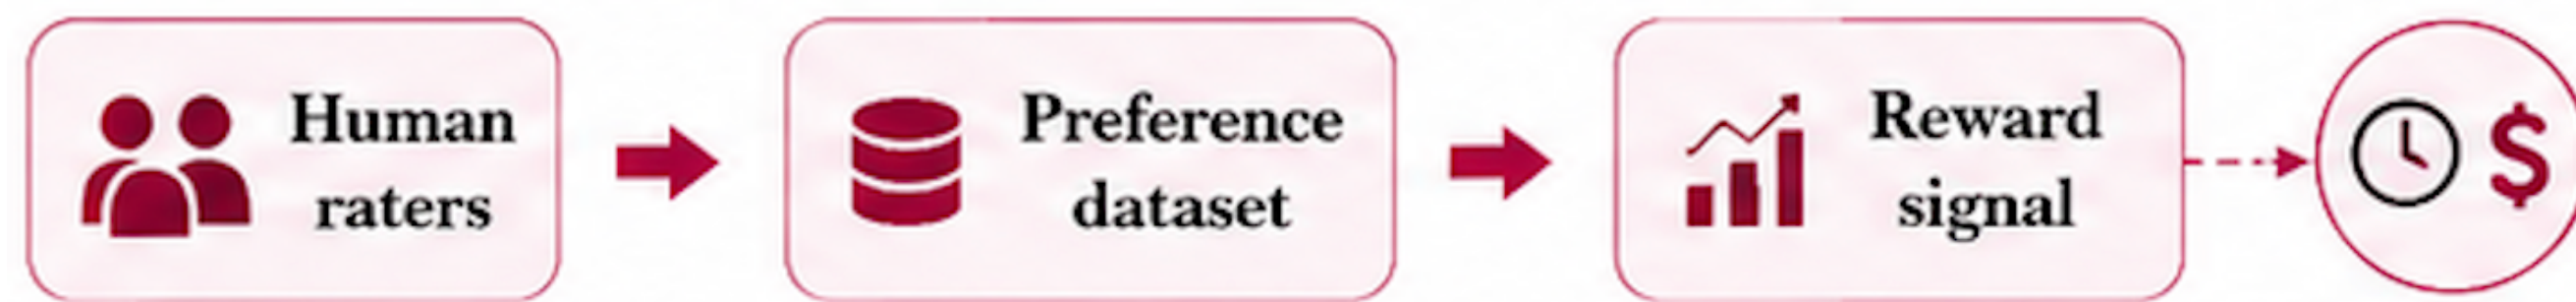 Human
raters
Preference
dataset
Reward
signal
$